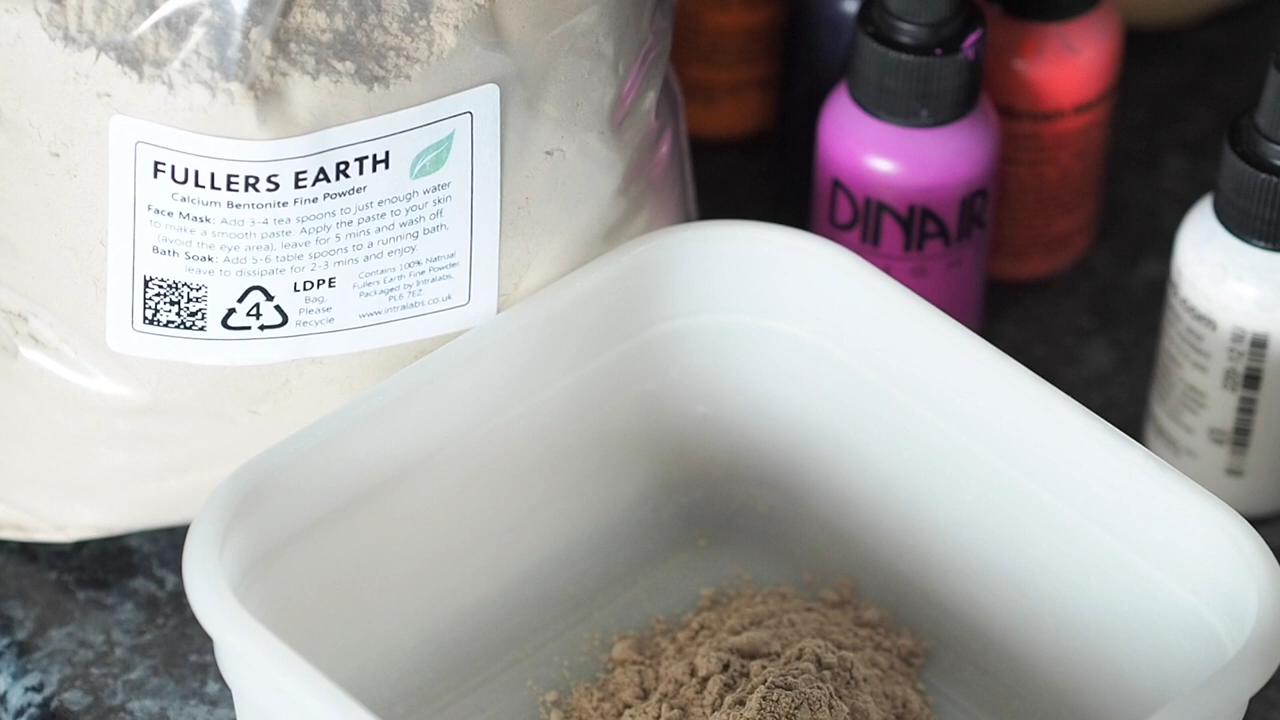 FULLERS EARTH
Calcium Bentonite Fine Powder
Face Mask: Add 3-4 tea spoons to just enough water
to make a smooth paste. Apply the paste to your skin
(avoid the eye area), leave for 5 mins and wash off.
Bath Soak: Add 5-6 table spoons to a running bath,
leave to dissipate for 2-3 mins and enjoy
4
LDPE
Bag,
Please
Recycle
Contains 100% Natural
Fullers Earth Fine Powder.
Packaged by Intralabs,
PL6 7EZ.
www.intralabs.co.uk
DINAIR